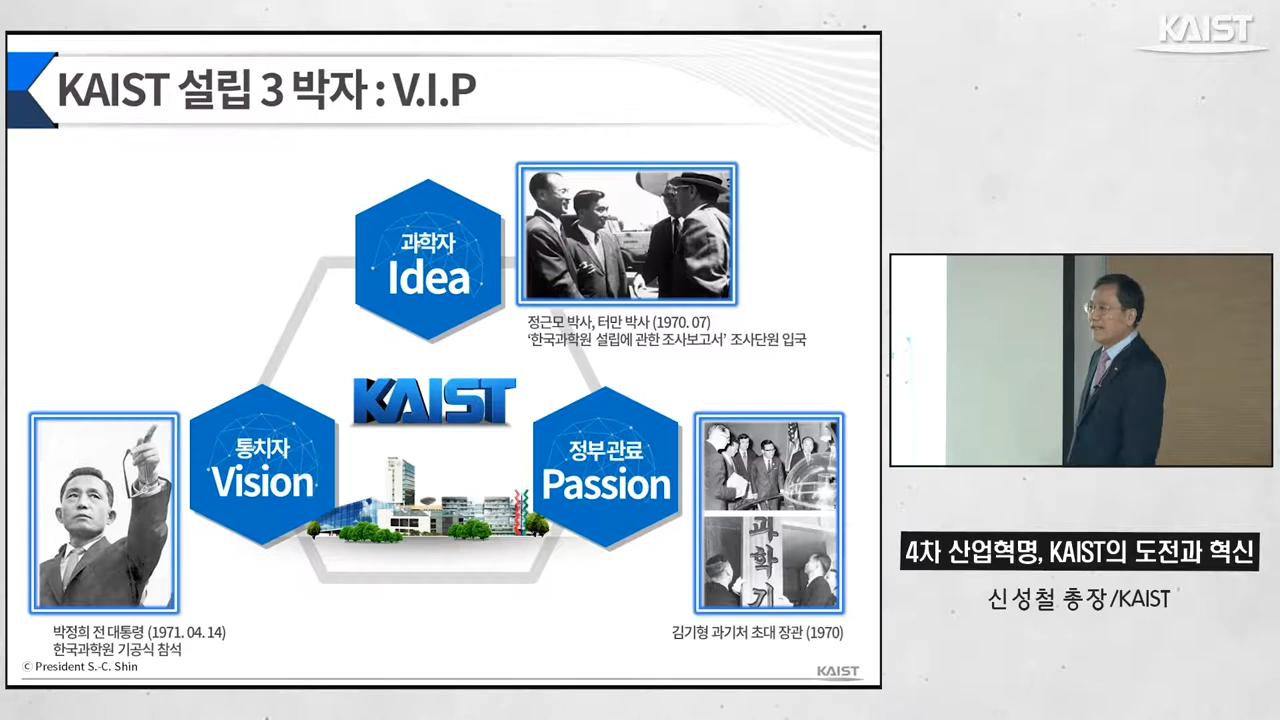 KAIST
KAIST 설립 3 박자 : V.I.P
과학자
Idea
정근모 박사, 터만 박사 (1970. 07)
‘한국과학원 설립에 관한 조사보고서’ 조사단원 입국
KAIST
통치자
Vision
정부 관료
Passion
과학기
박정희 전 대통령 (1971. 04. 14)
한국과학원 기공식 참석
김기형 과기처 초대 장관 (1970)
ⓒ President S.-C. Shin
KAIST
4차 산업혁명, KAIST의 도전과 혁신
신성철 총장/KAIST